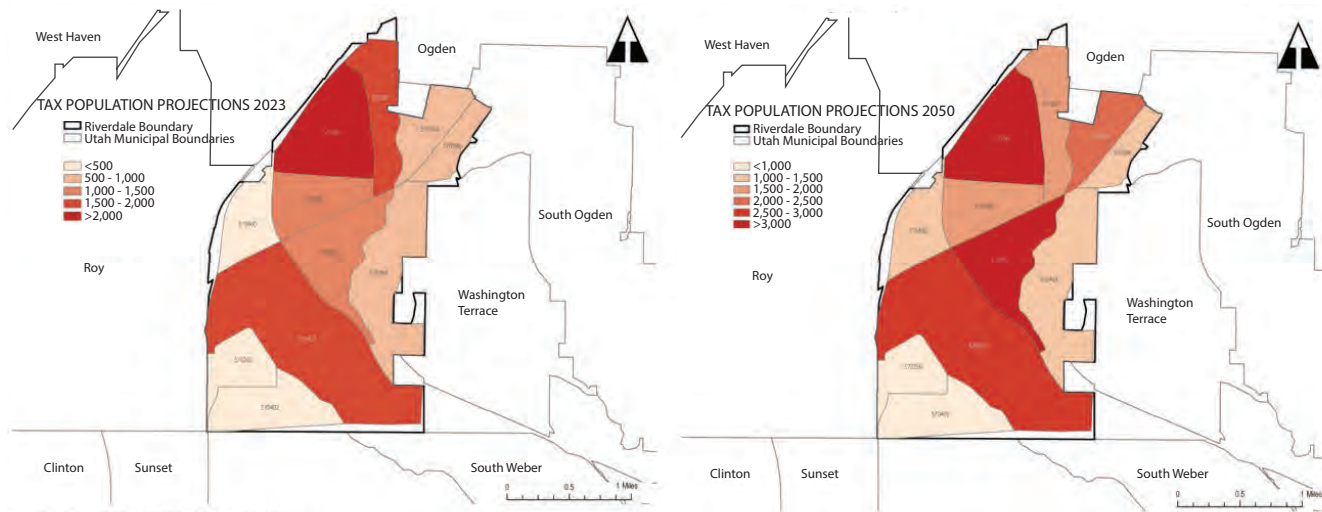 West Haven
Ogden
TAX POPULATION PROJECTIONS 2023
Riverdale Boundary
Utah Municipal Boundaries
<500
500 - 1,000
1,000 - 1,500
1,500 - 2,000
>2,000
South Ogden
Roy
Washington
Terrace
Clinton
Sunset
South Weber
0 0.5 1 Miles
West Haven
Ogden
TAX POPULATION PROJECTIONS 2050
Riverdale Boundary
Utah Municipal Boundaries
<1,000
1,000 - 1,500
1,500 - 2,000
2,000 - 2,500
2,500 - 3,000
>3,000
South Ogden
Roy
Washington
Terrace
Clinton
Sunset
South Weber
0 0.5 1 Miles